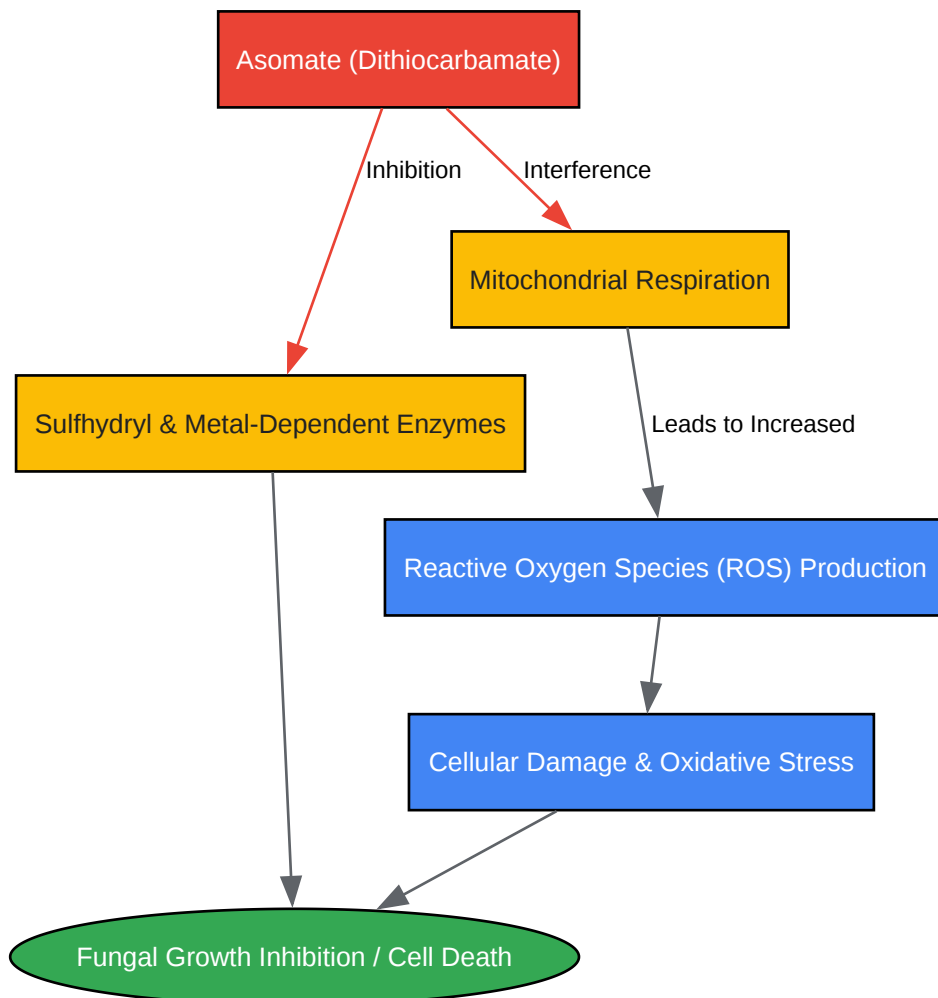 Asomate (Dithiocarbamate)
Inhibition
Interference
Mitochondrial Respiration
Sulfhydryl & Metal-Dependent Enzymes
Leads to Increased
Reactive Oxygen Species (ROS) Production
Cellular Damage & Oxidative Stress
Fungal Growth Inhibition / Cell Death